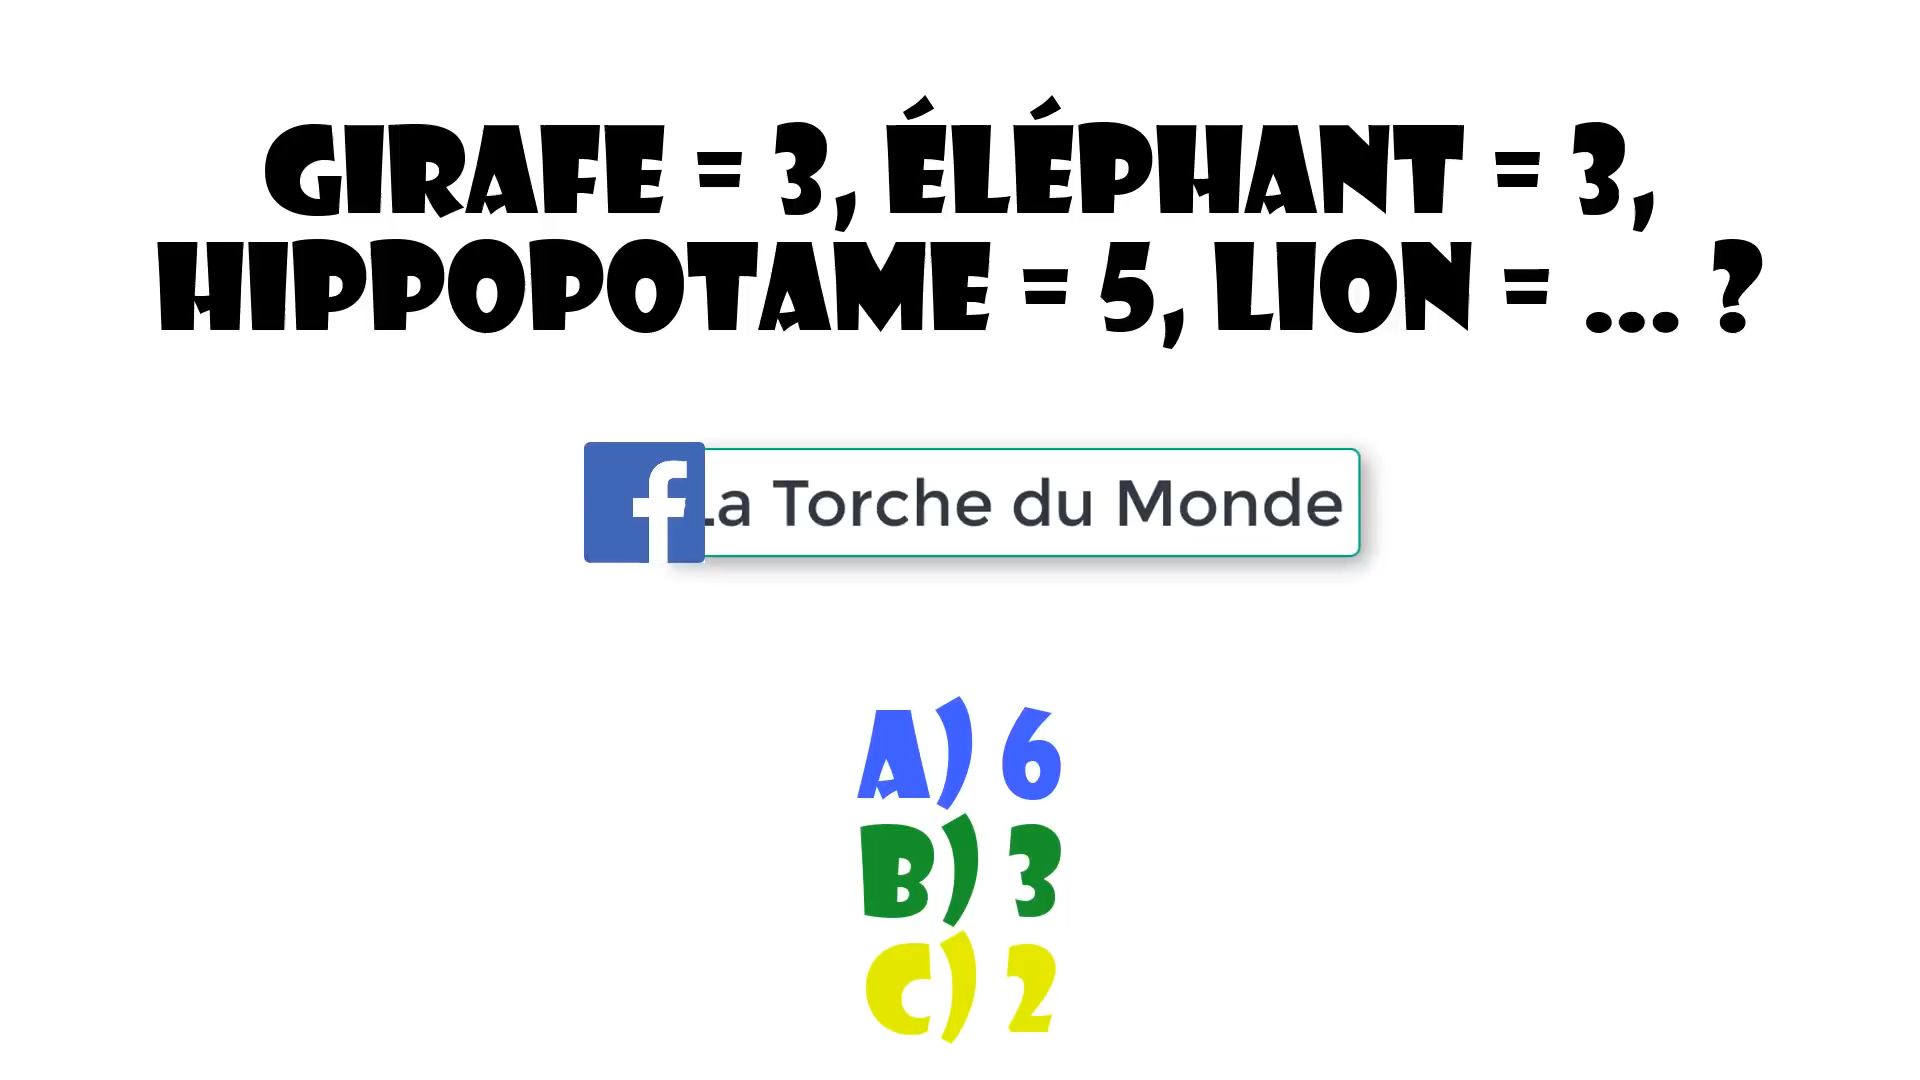 GIRAFE = 3, ÉLÉPHANT = 3,
HIPPOPOTAME = 5, LION = ... ?
La Torche du Monde
A) 6
B) 3
C) 2